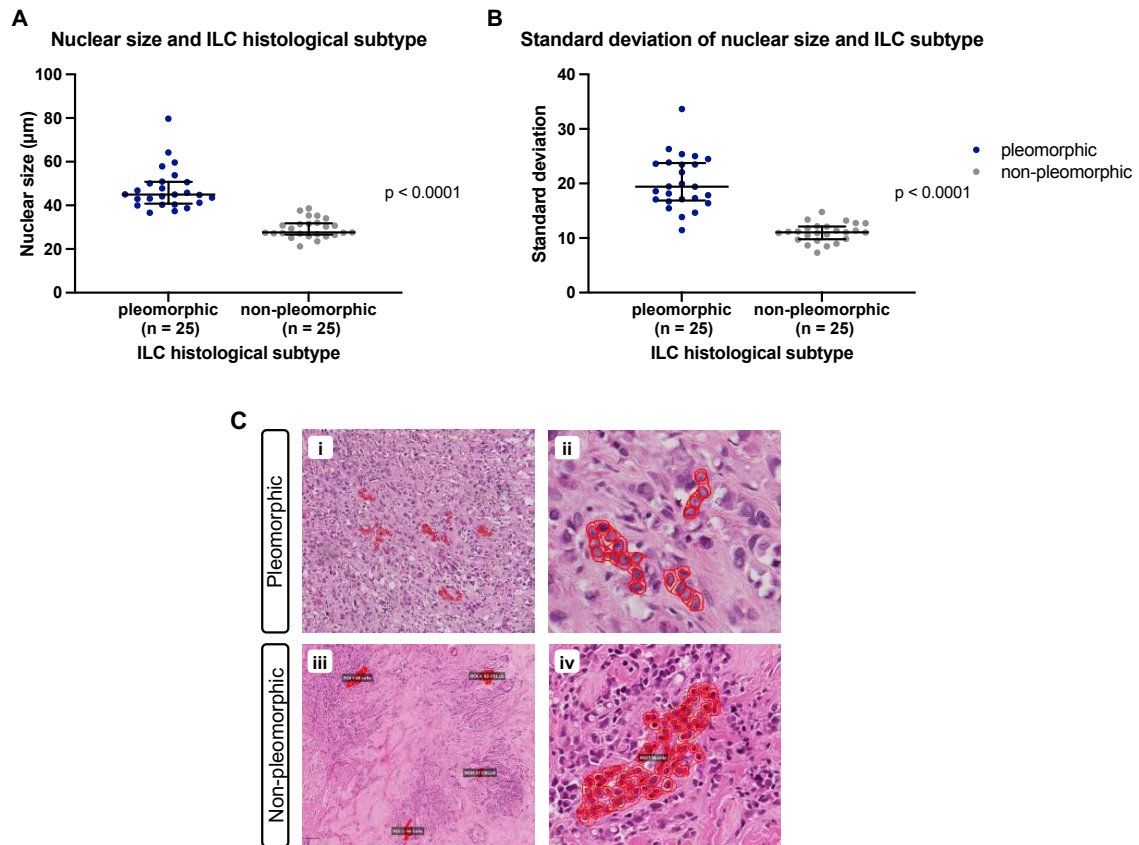 A
Nuclear size and ILC histological subtype
Nuclear size (µm)
100
80
60
40
20
0
p < 0.0001
pleomorphic
(n = 25)
non-pleomorphic
(n = 25)
ILC histological subtype
B
Standard deviation of nuclear size and ILC subtype
Standard deviation
40
30
20
10
0
p < 0.0001
pleomorphic
(n = 25)
non-pleomorphic
(n = 25)
ILC histological subtype
pleomorphic
non-pleomorphic
C
Pleomorphic
i
ii
Non-pleomorphic
iii
iv